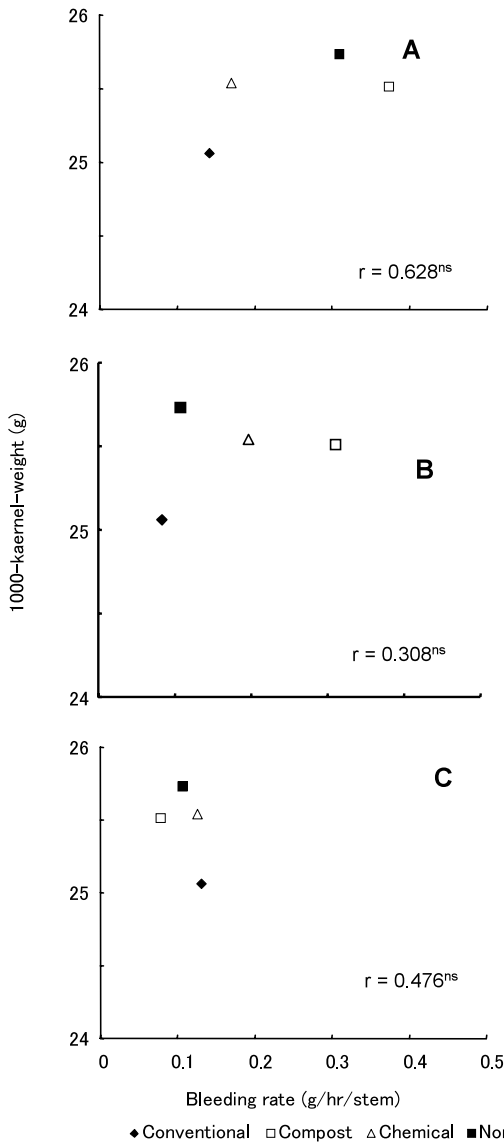 26
A
25
r = 0.628ns
24
26
B
25
r = 0.308ns
24
1000-kaernel-weight (g)
26
C
25
r = 0.476ns
24
0 0.1 0.2 0.3 0.4 0.5
Bleeding rate (g/hr/stem)
◆Conventional □Compost △Chemical ■Non